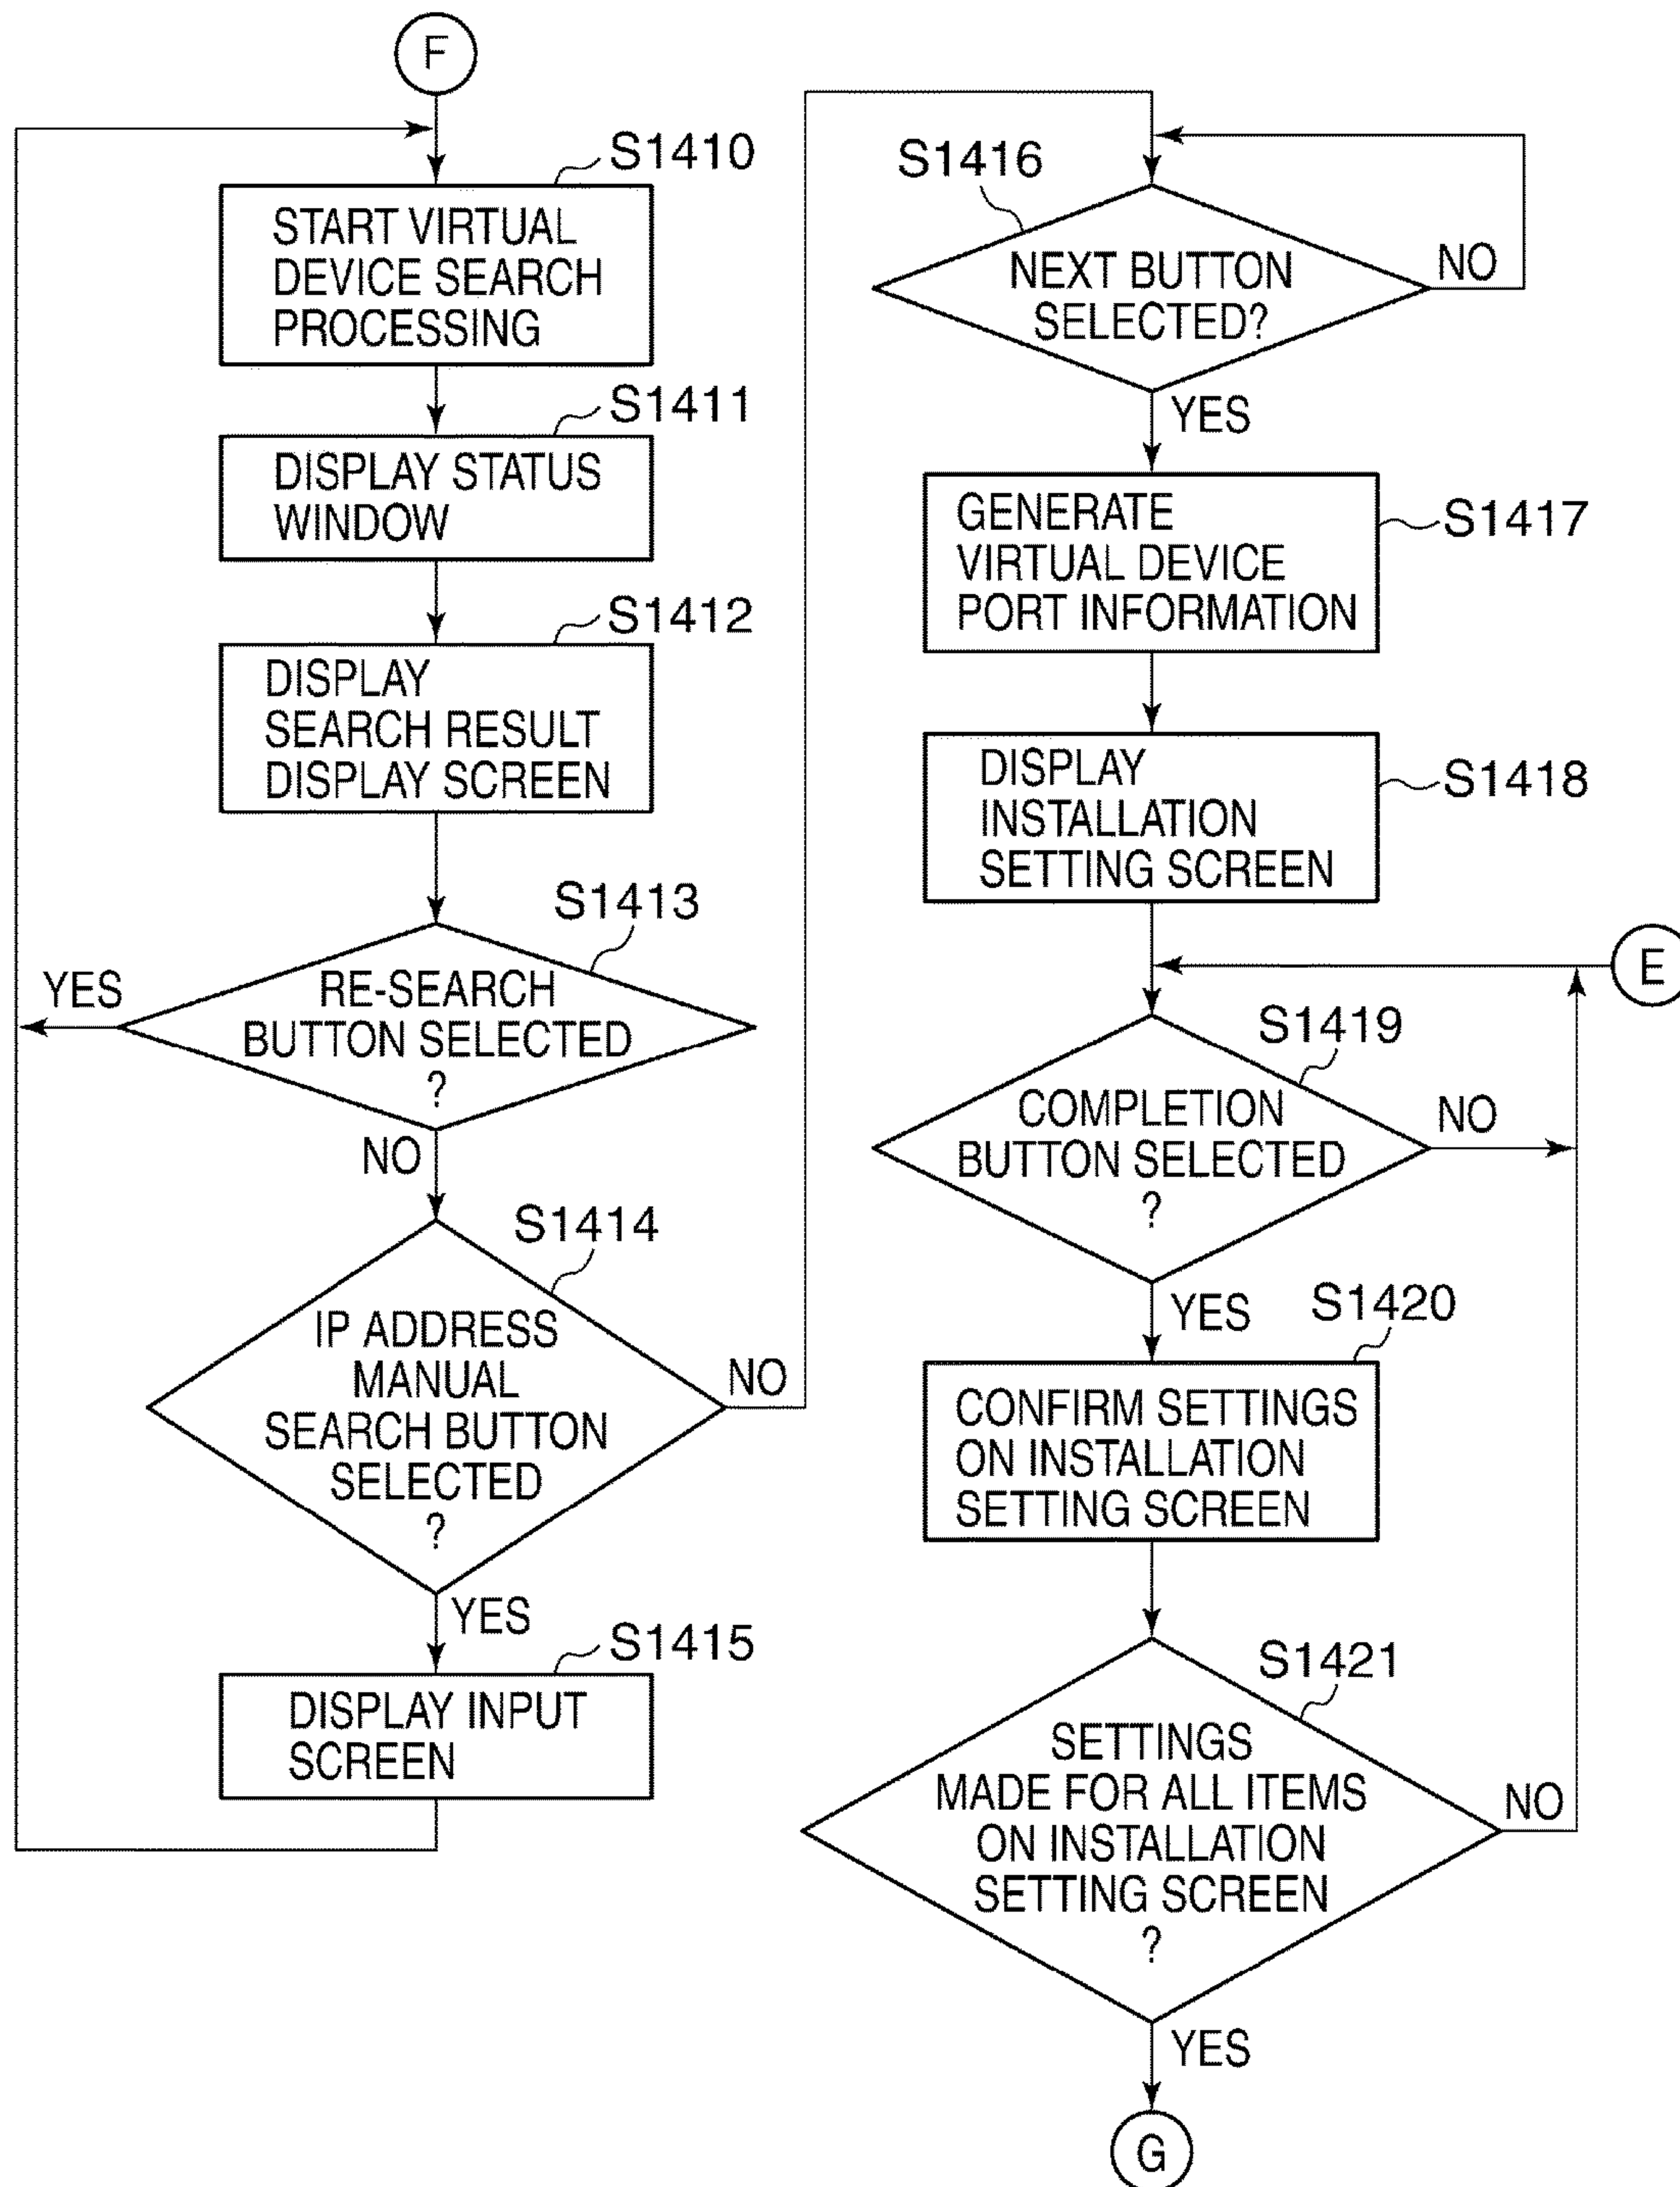 F
S1410
START VIRTUAL
DEVICE SEARCH
PROCESSING
S1411
DISPLAY STATUS
WINDOW
S1412
DISPLAY
SEARCH RESULT
DISPLAY SCREEN
S1413
RE-SEARCH
BUTTON SELECTED
?
YES
NO
S1414
IP ADDRESS
MANUAL
SEARCH BUTTON
SELECTED
?
NO
YES
S1415
DISPLAY INPUT
SCREEN
S1416
NEXT BUTTON
SELECTED?
NO
YES
GENERATE
VIRTUAL DEVICE
PORT INFORMATION
S1417
DISPLAY
INSTALLATION
SETTING SCREEN
S1418
E
S1419
COMPLETION
BUTTON SELECTED
?
NO
YES
S1420
CONFIRM SETTINGS
ON INSTALLATION
SETTING SCREEN
S1421
SETTINGS
MADE FOR ALL ITEMS
ON INSTALLATION
SETTING SCREEN
?
NO
YES
G